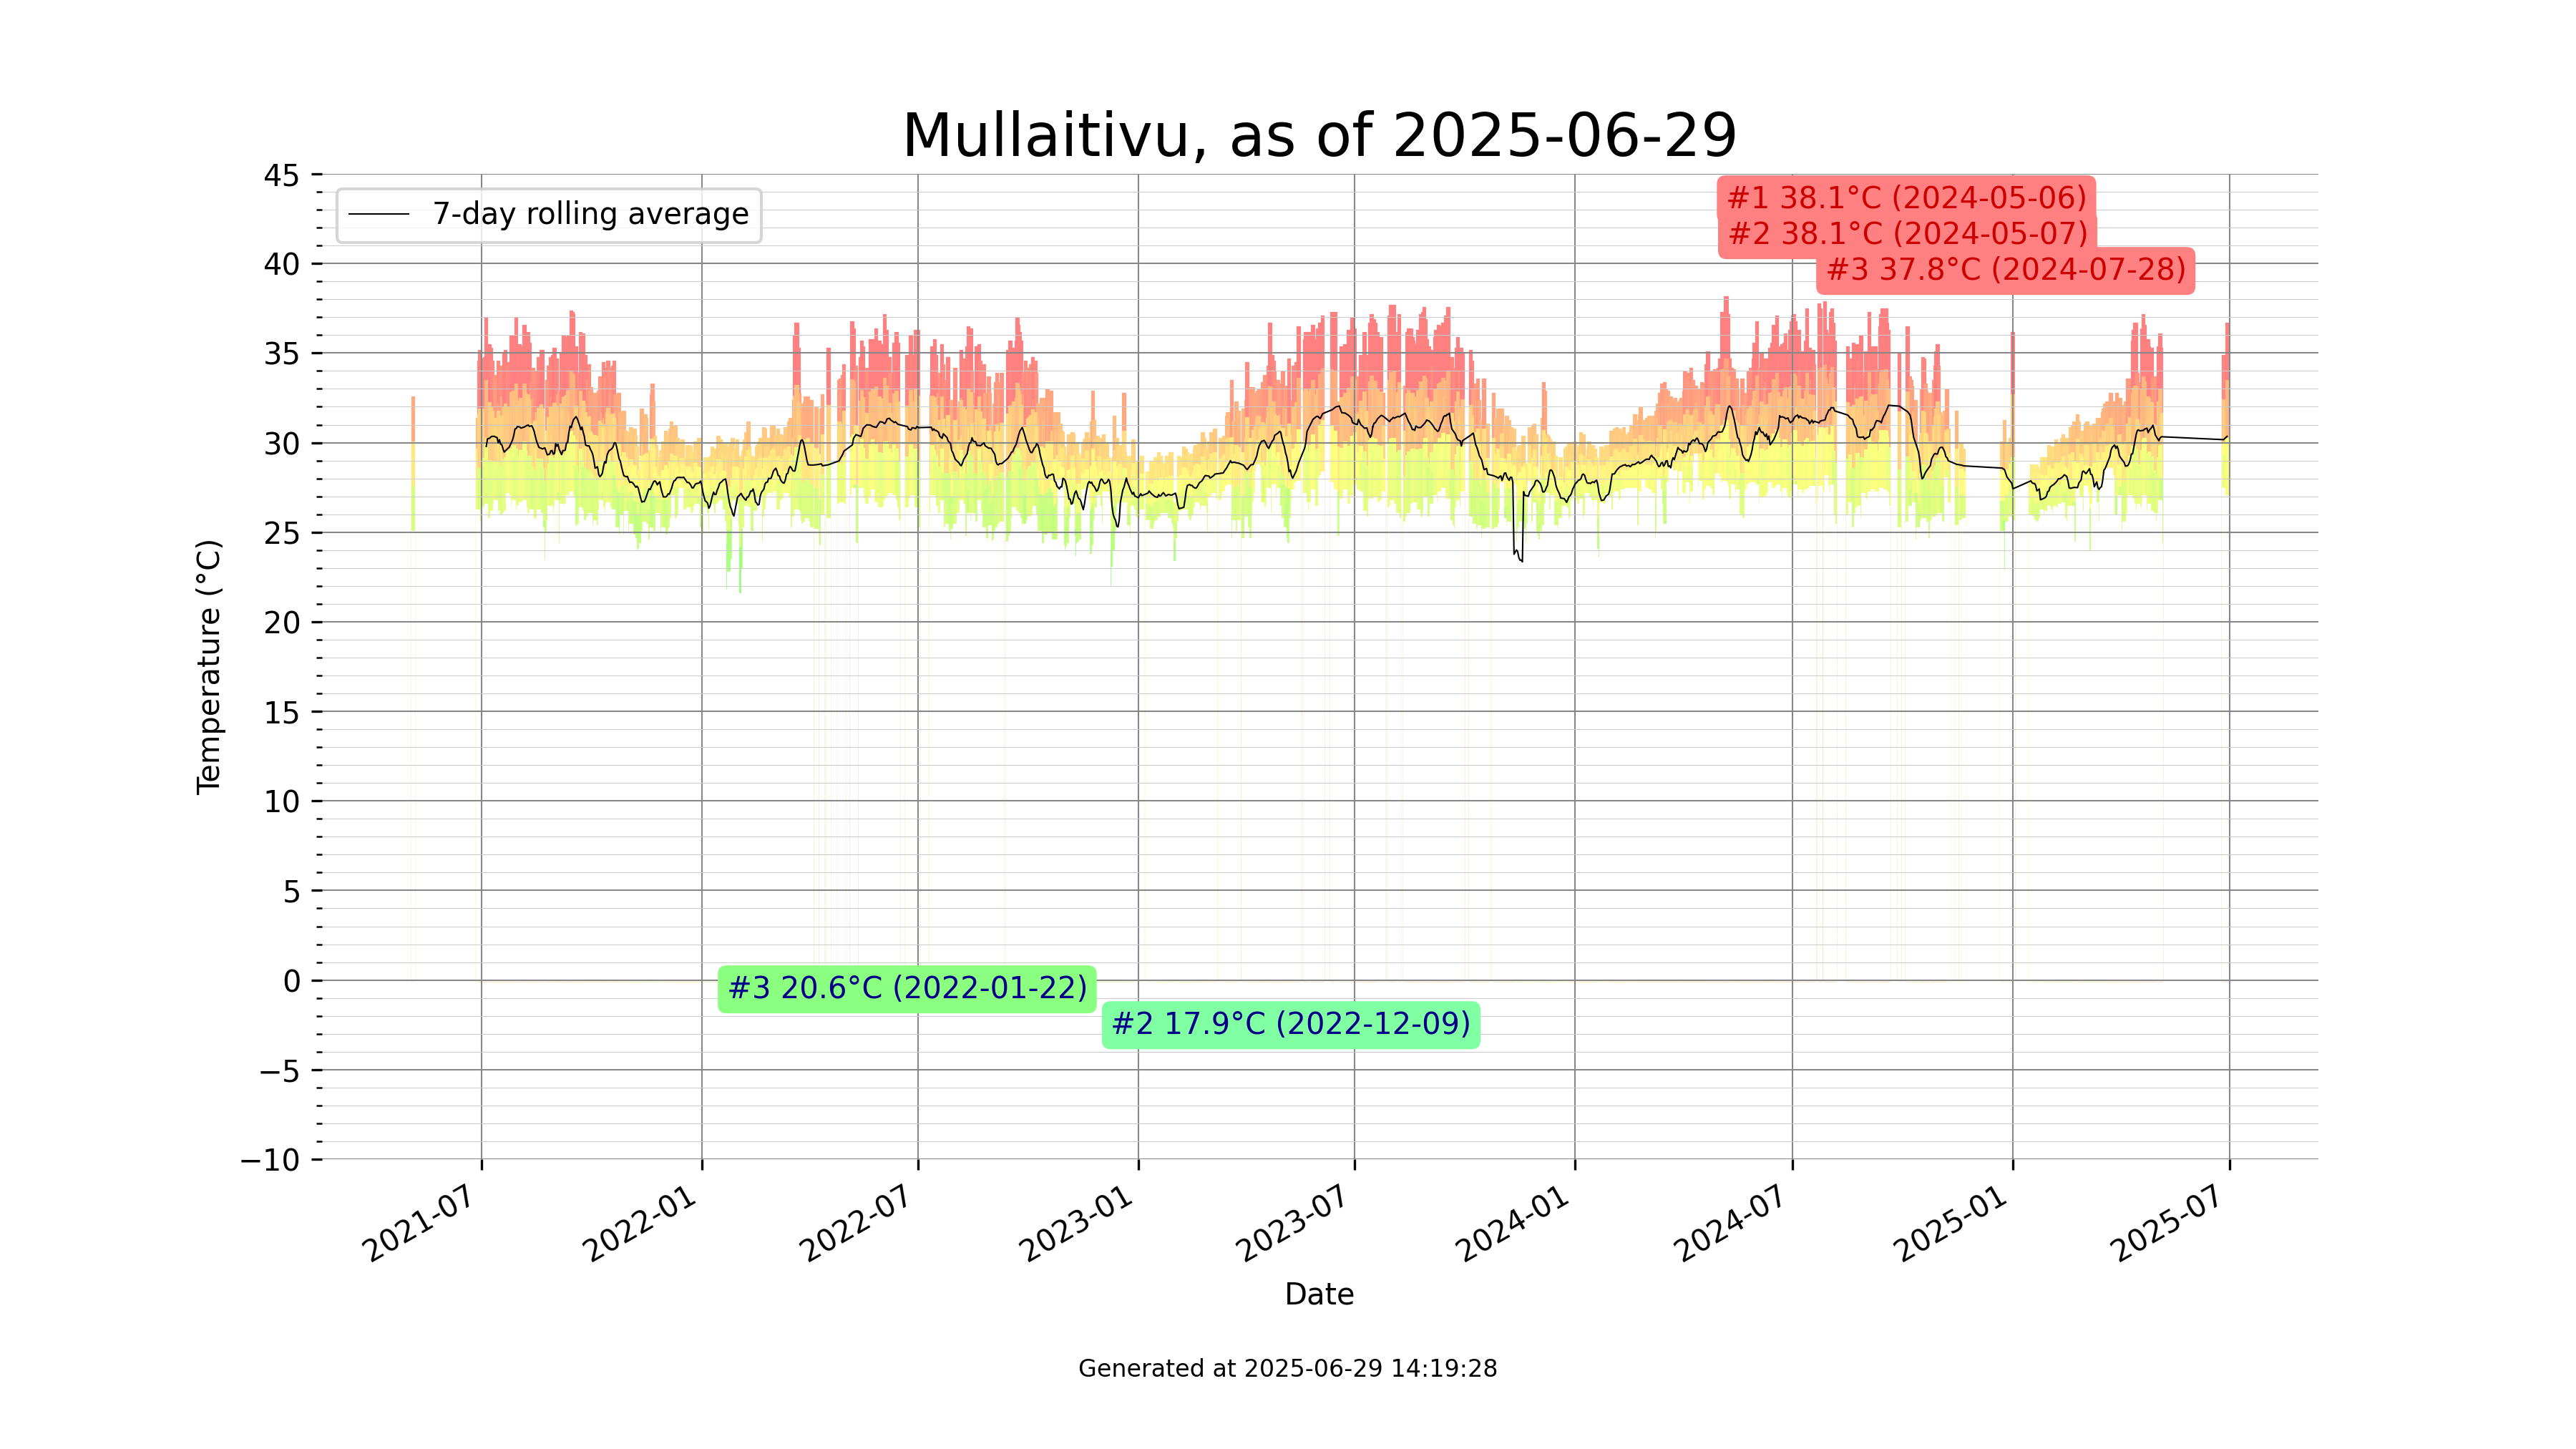 Mullaitivu, as of 2025-06-29
7-day rolling average
#1 38.1°C (2024-05-06)
#2 38.1°C (2024-05-07)
#3 37.8°C (2024-07-28)
45
40
35
30
25
20
15
10
5
0
−5
−10
Temperature (°C)
#3 20.6°C (2022-01-22)
#2 17.9°C (2022-12-09)
2021-07
2022-01
2022-07
2023-01
2023-07
2024-01
2024-07
2025-01
2025-07
Date
Generated at 2025-06-29 14:19:28